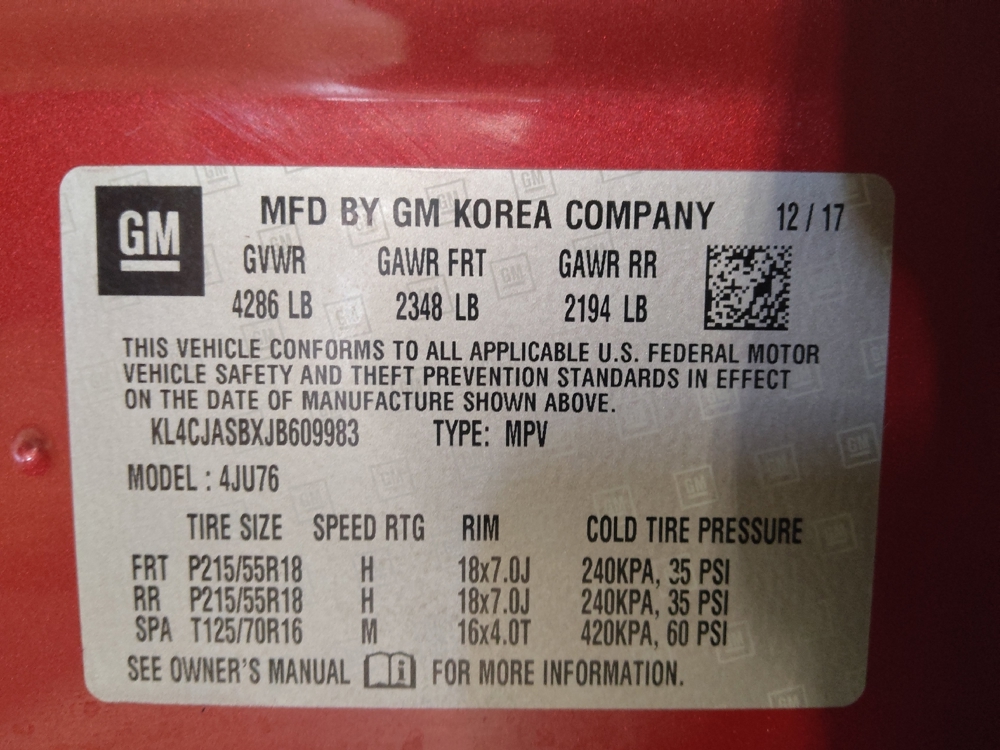 GM
MFD BY GM KOREA COMPANY 12 / 17
GVWR GAWR FRT GAWR RR
4286 LB 2348 LB 2194 LB
THIS VEHICLE CONFORMS TO ALL APPLICABLE U.S. FEDERAL MOTOR
VEHICLE SAFETY AND THEFT PREVENTION STANDARDS IN EFFECT
ON THE DATE OF MANUFACTURE SHOWN ABOVE.
KL4CJASBXJB609983 TYPE: MPV
MODEL : 4JU76
TIRE SIZE SPEED RTG RIM COLD TIRE PRESSURE
FRT P215/55R18 H 18x7.0J 240KPA, 35 PSI
RR P215/55R18 H 18x7.0J 240KPA, 35 PSI
SPA T125/70R16 M 16x4.0T 420KPA, 60 PSI
SEE OWNER'S MANUAL i FOR MORE INFORMATION.